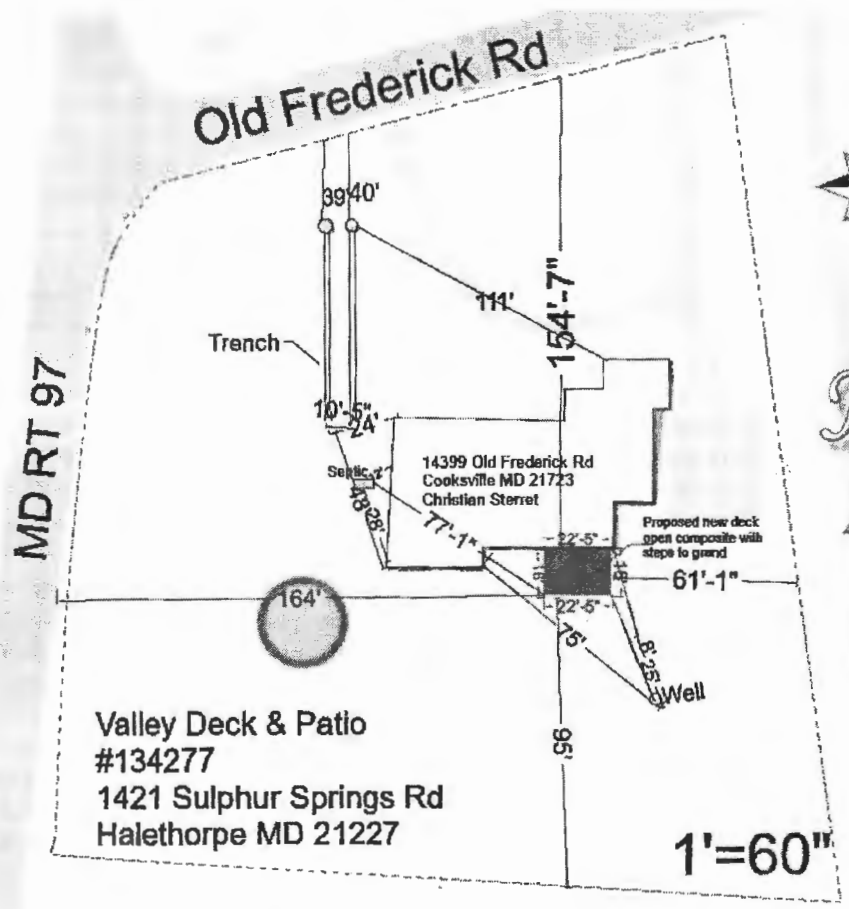 Old Frederick Rd
39'
40'
111'
154'-7"
Trench
MD RT 97
10'-5"
24'
Septic
14399 Old Frederick Rd
Cooksville MD 21723
Christian Sterret
48'
28'
77'-1"
22'-5"
Proposed new deck
open composite with
steps to grand
61'-1"
164'
22'-5"
75'
25'
Well
95'
Valley Deck & Patio
#134277
1421 Sulphur Springs Rd
Halethorpe MD 21227
1'=60"